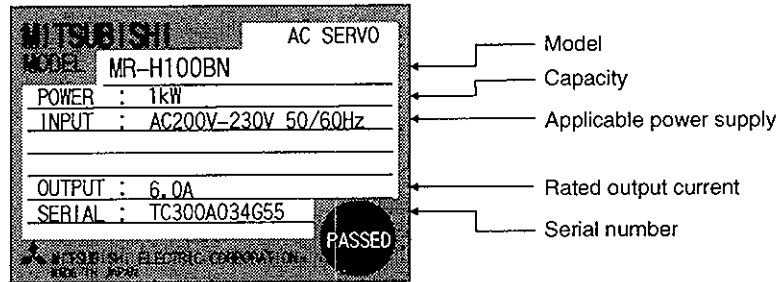 MITSUBISHI AC SERVO
MODEL MR-H100BN
POWER : 1kW
INPUT : AC200V-230V 50/60Hz
OUTPUT : 6.0A
SERIAL : TC300A034G55
PASSED
MITSUBISHI ELECTRIC CORPORATION
MADE IN JAPAN
Model
Capacity
Applicable power supply
Rated output current
Serial number